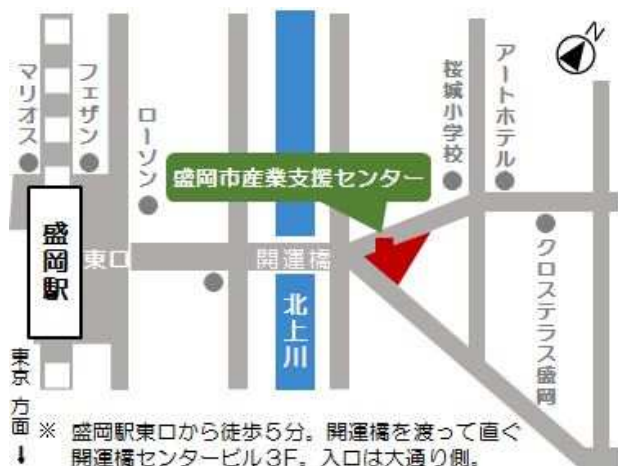 N
マリオス
フェザン
ローソン
桜城小学校
アートホテル
盛岡市産業支援センター
盛岡駅
東口
開運橋
北上川
クロステラス盛岡
東京方面↓
※ 盛岡駅東口から徒歩5分。開運橋を渡って直ぐ
開運橋センタービル3F。入口は大通り側。